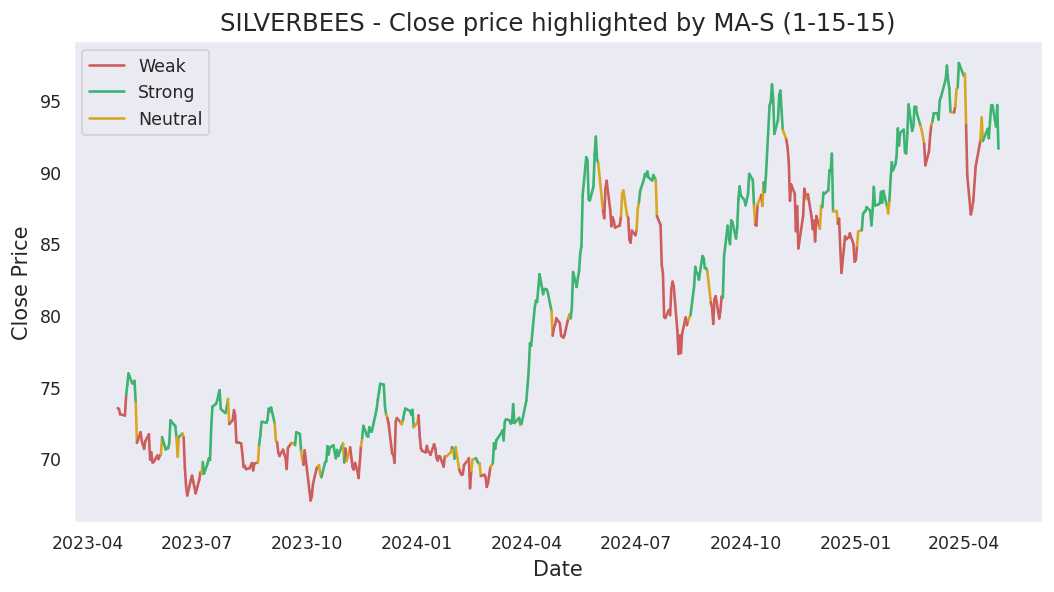 SILVERBEES - Close price highlighted by MA-S (1-15-15)
Weak
Strong
Neutral
Close Price
95
90
85
80
75
70
2023-04 2023-07 2023-10 2024-01 2024-04 2024-07 2024-10 2025-01 2025-04
Date